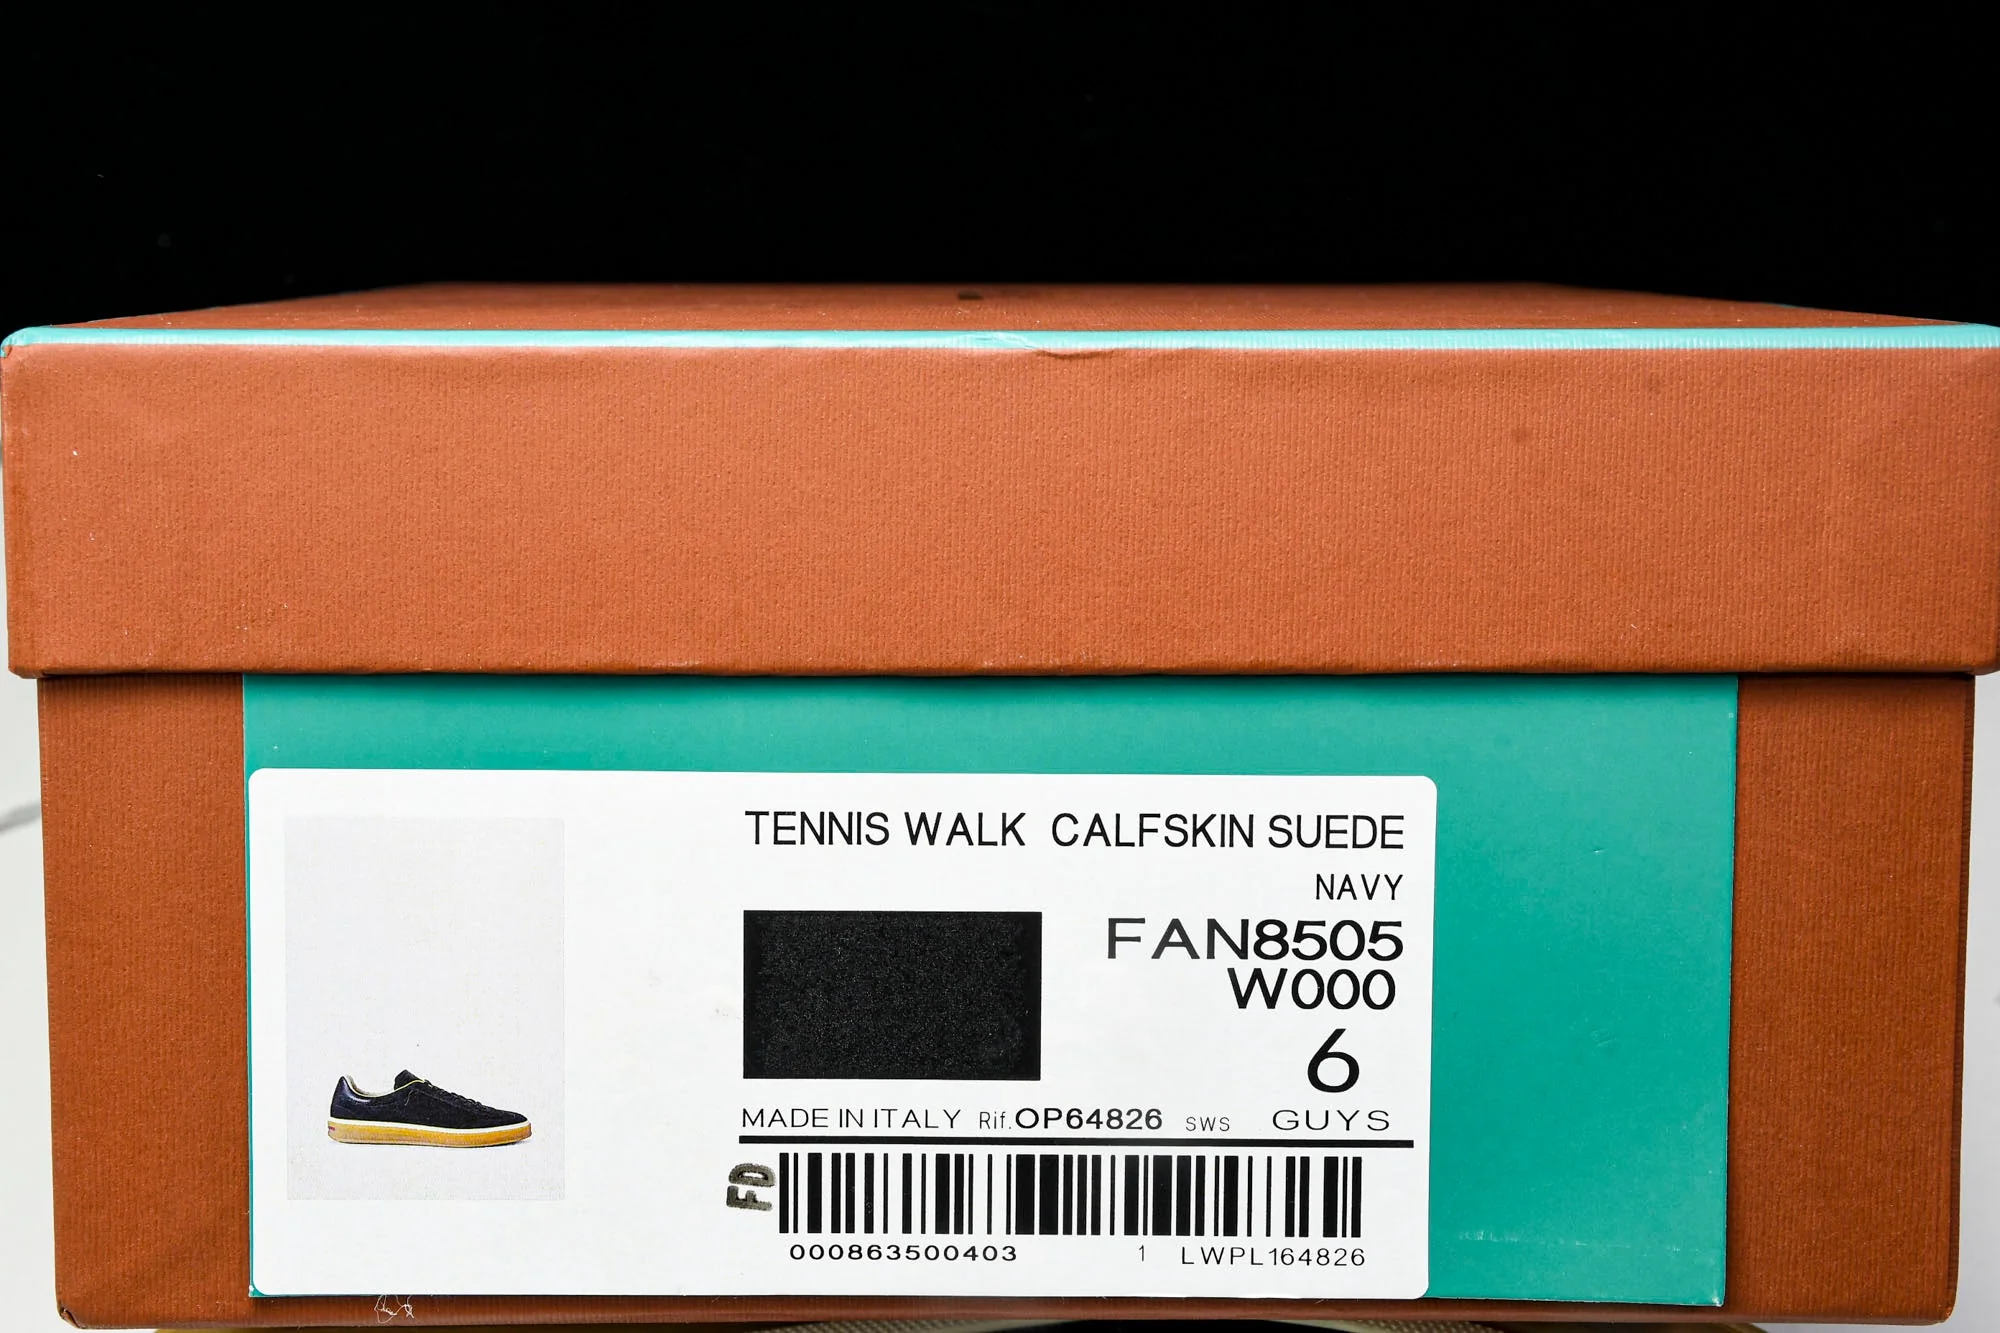 TENNIS WALK CALFSKIN SUEDE
NAVY
FAN8505
W000
6
MADE IN ITALY Rif.OP64826 SWS GUYS
FD
000863500403 1 LWPL164826